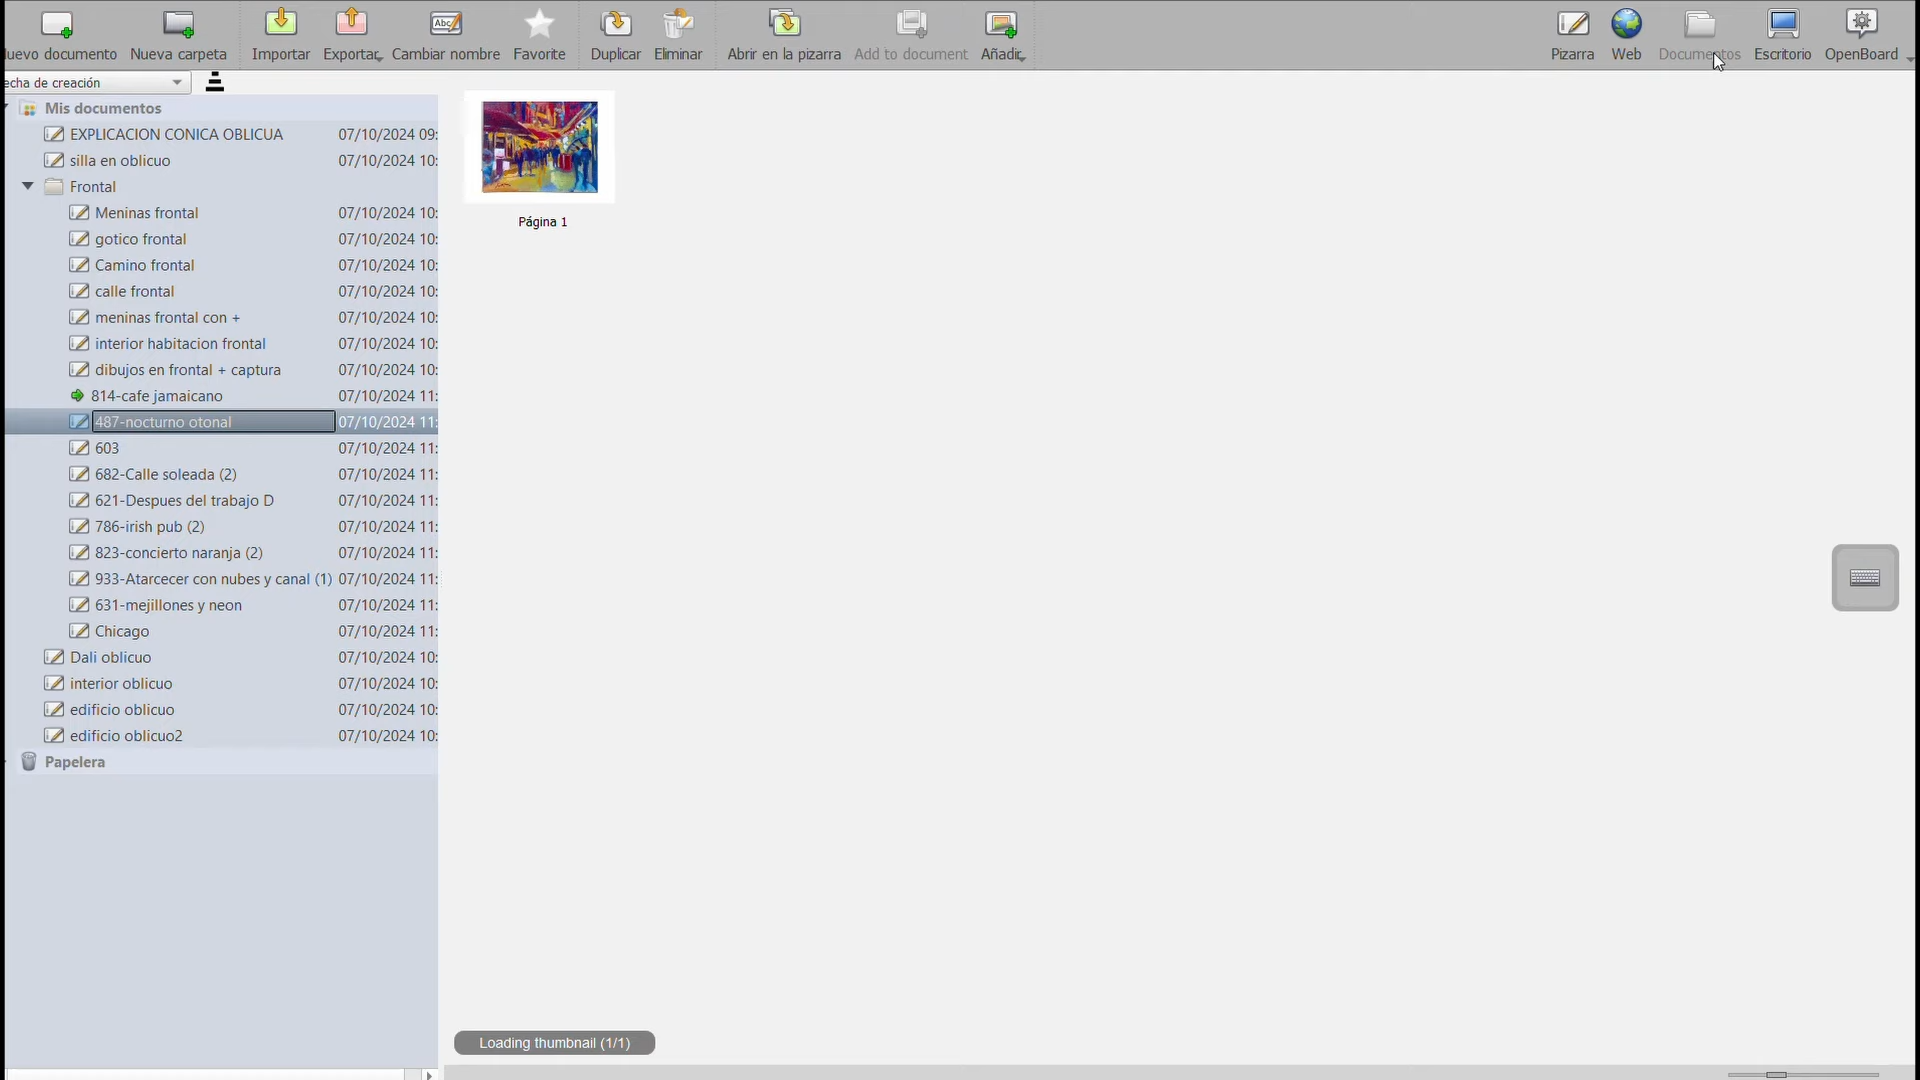 uevo documento Nueva carpeta Importar Exportar Cambiar nombre Favorite Duplicar Eliminar Abrir en la pizarra Add to document Añadir Pizarra Web Documentos Escritorio OpenBoard
echa de creación
Mis documentos
EXPLICACION CONICA OBLICUA 07/10/2024 09:
silla en oblicuo 07/10/2024 10:
Frontal
Meninas frontal 07/10/2024 10:
gotico frontal 07/10/2024 10:
Camino frontal 07/10/2024 10:
calle frontal 07/10/2024 10:
meninas frontal con + 07/10/2024 10:
interior habitacion frontal 07/10/2024 10:
dibujos en frontal + captura 07/10/2024 10:
814-cafe jamaicano 07/10/2024 11:
487-nocturno otonal 07/10/2024 11:
603 07/10/2024 11:
682-Calle soleada (2) 07/10/2024 11:
621-Despues del trabajo D 07/10/2024 11:
786-irish pub (2) 07/10/2024 11:
823-concierto naranja (2) 07/10/2024 11:
933-Atarcecer con nubes y canal (1) 07/10/2024 11:
631-mejillones y neon 07/10/2024 11:
Chicago 07/10/2024 11:
Dali oblicuo 07/10/2024 10:
interior oblicuo 07/10/2024 10:
edificio oblicuo 07/10/2024 10:
edificio oblicuo2 07/10/2024 10:
Papelera
Página 1
Loading thumbnail (1/1)